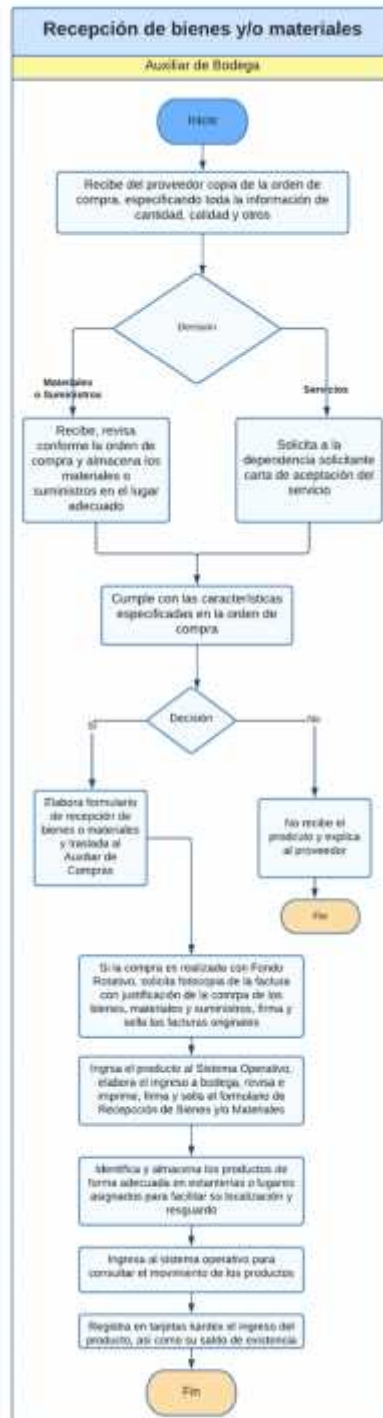 Recepción de bienes y/o materiales
Auxiliar de Bodega
Inicio
Recibe del proveedor copia de la orden de
compra, especificando toda la información de
cantidad, calidad y otros
Decisión
Materiales
o Suministros
Servicios
Recibe, revisa
conforme la orden de
compra y almacena los
materiales o
suministros en el lugar
adecuado
Solicita a la
dependencia solicitante
carta de aceptación del
servicio
Cumple con las características
especificadas en la orden de
compra
Decisión
Sí
No
Elabora formulario
de recepción de
bienes o materiales
y traslada al
Auxiliar de
Compras
No recibe el
producto y explica
al proveedor
Fin
Si la compra es realizada con Fondo
Rotativo, solicita fotocopia de la factura
con justificación de la compra de los
bienes, materiales y suministros, firma y
sella las facturas originales
Ingresa el producto al Sistema Operativo,
elabora el ingreso a bodega, revisa e
imprime, firma y sella el formulario de
Recepción de Bienes y/o Materiales
Identifica y almacena los productos de
forma adecuada en estanterías o lugares
asignados para facilitar su localización y
resguardo
Ingresa al sistema operativo para
consultar el movimiento de los productos
Registra en tarjetas kardex el ingreso del
producto, así como su saldo de existencia
Fin